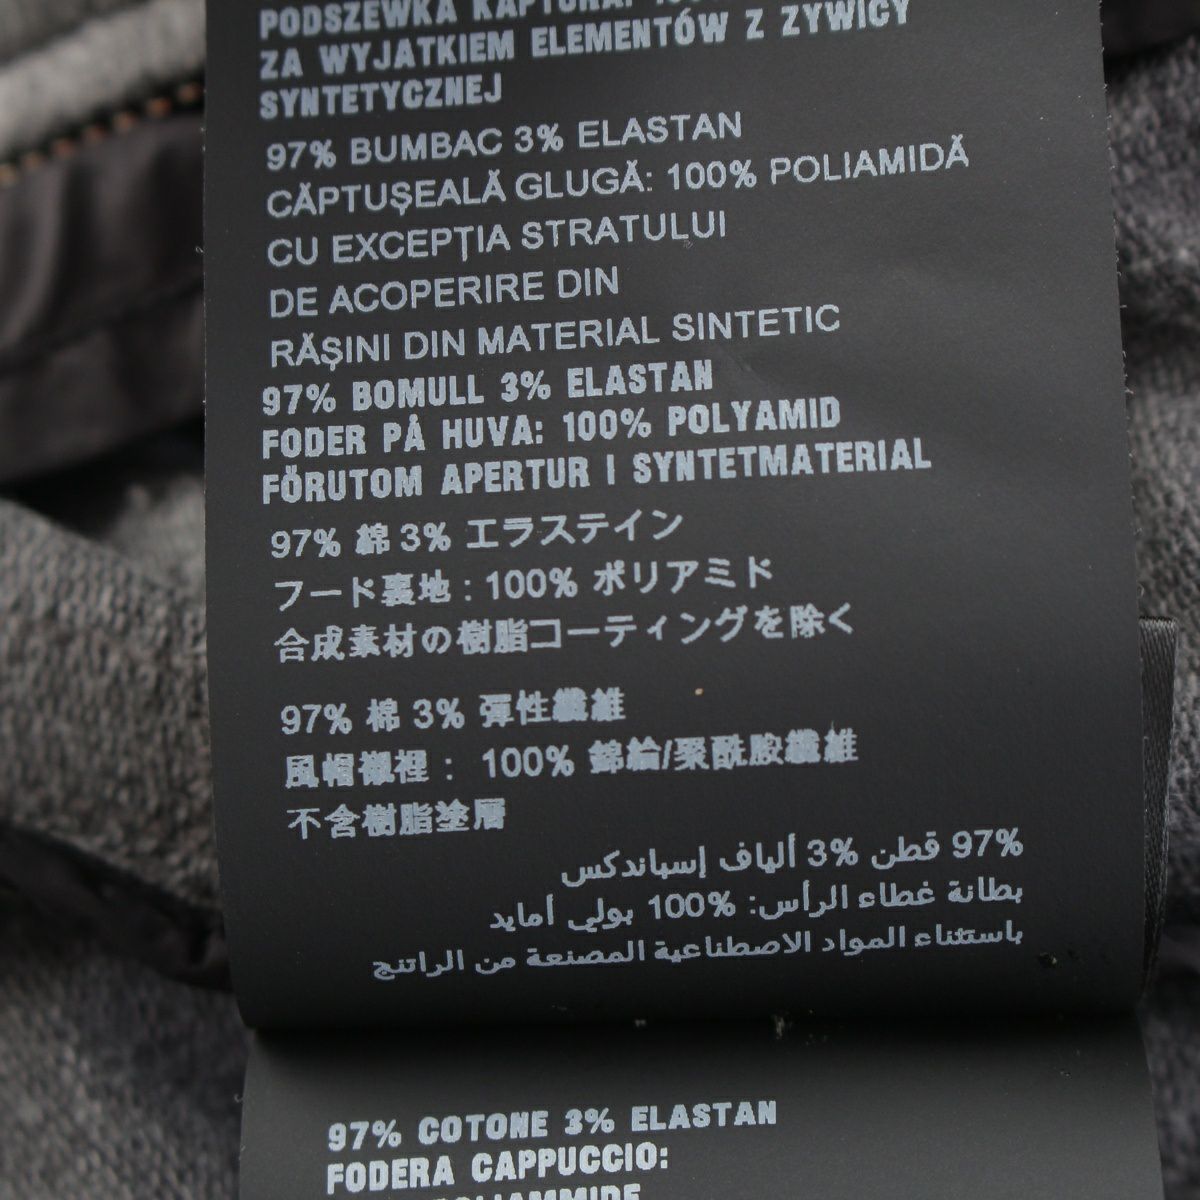 PODSZEWKA KAPTURA:
ZA WYJATKIEM ELEMENTÓW Z ZYWICY
SYNTETYCZNEJ
97% BUMBAC 3% ELASTAN
CĂPTUȘEALĂ GLUGĂ: 100% POLIAMIDĂ
CU EXCEPȚIA STRATULUI
DE ACOPERIRE DIN
RĂȘINI DIN MATERIAL SINTETIC
97% BOMULL 3% ELASTAN
FODER PÅ HUVA: 100% POLYAMID
FÖRUTOM APERTUR I SYNTETMATERIAL
97% 綿 3% エラステイン
フード裏地 : 100% ポリアミド
合成素材の樹脂コーティングを除く
97% 棉 3% 彈性纖維
風帽襯裡 : 100% 錦綸/聚酰胺纖維
不含樹脂塗層
97% قطن 3% ألياف إسباندكس
بطانة غطاء الرأس: 100% بولي أمايد
باستثناء المواد الاصطناعية المصنعة من الراتنج
97% COTONE 3% ELASTAN
FODERA CAPPUCCIO: